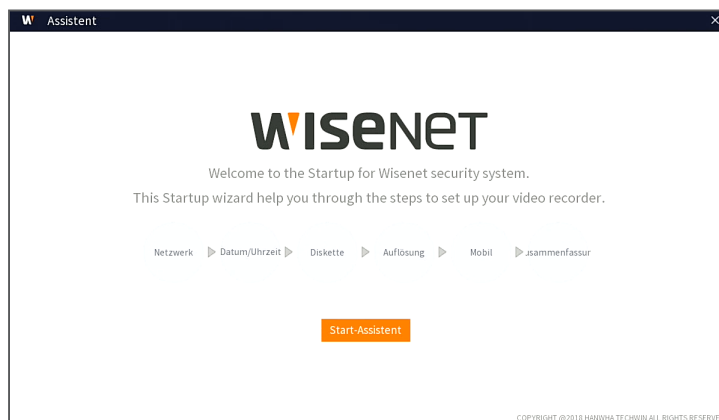 Assistent
WISENET
Welcome to the Startup for Wisenet security system.
This Startup wizard help you through the steps to set up your video recorder.
Netzwerk Datum/Uhrzeit Diskette Auflösung Mobil usammenfassur
Start-Assistent
COPYRIGHT @2018 HANWHA TECHWIN ALL RIGHTS RESERVE